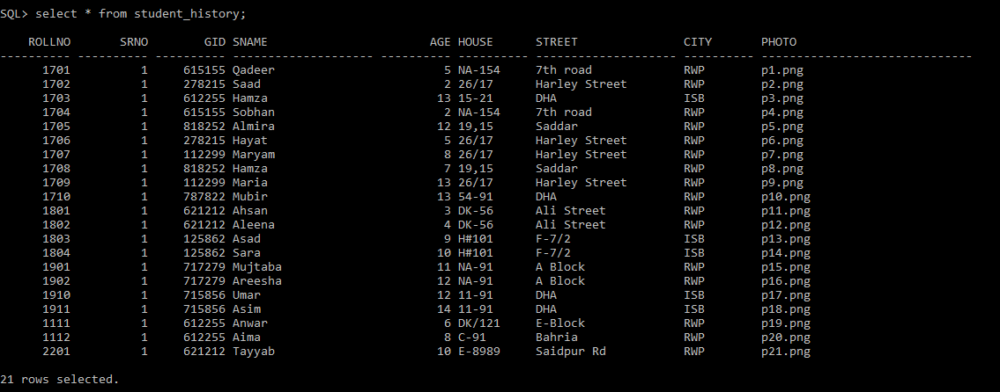 SQL> select * from student_history;
ROLLNO SRNO GID SNAME AGE HOUSE STREET CITY PHOTO
---------- ---------- ---------- -------------------- ---------- ---------- -------------------- ---------- ------------------------------
1701 1 615155 Qadeer 5 NA-154 7th road RWP p1.png
1702 1 278215 Saad 2 26/17 Harley Street RWP p2.png
1703 1 612255 Hamza 13 15-21 DHA ISB p3.png
1704 1 615155 Sobhan 2 NA-154 7th road RWP p4.png
1705 1 818252 Almira 12 19,15 Saddar RWP p5.png
1706 1 278215 Hayat 5 26/17 Harley Street RWP p6.png
1707 1 112299 Maryam 8 26/17 Harley Street RWP p7.png
1708 1 818252 Hamza 7 19,15 Saddar RWP p8.png
1709 1 112299 Maria 13 26/17 Harley Street RWP p9.png
1710 1 787822 Mubir 13 54-91 DHA RWP p10.png
1801 1 621212 Ahsan 3 DK-56 Ali Street RWP p11.png
1802 1 621212 Aleena 4 DK-56 Ali Street RWP p12.png
1803 1 125862 Asad 9 H#101 F-7/2 ISB p13.png
1804 1 125862 Sara 10 H#101 F-7/2 ISB p14.png
1901 1 717279 Mujtaba 11 NA-91 A Block RWP p15.png
1902 1 717279 Areesha 12 NA-91 A Block RWP p16.png
1910 1 715856 Umar 12 11-91 DHA ISB p17.png
1911 1 715856 Asim 14 11-91 DHA ISB p18.png
1111 1 612255 Anwar 6 DK/121 E-Block RWP p19.png
1112 1 612255 Aima 8 C-91 Bahria RWP p20.png
2201 1 621212 Tayyab 10 E-8989 Saidpur Rd RWP p21.png
21 rows selected.